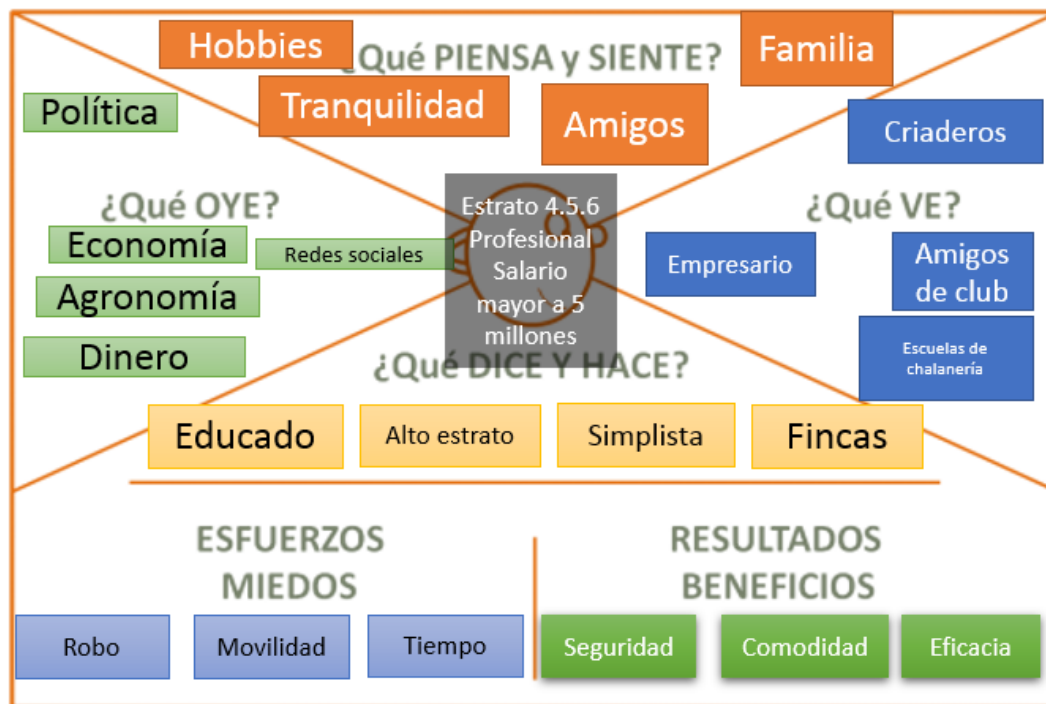 Hobbies
¿Qué PIENSA y SIENTE?
Familia
Tranquilidad
Amigos
Política
Criaderos
¿Qué OYE?
Economía
Redes sociales
Agronomía
Dinero
Estrato 4.5.6
Profesional
Salario
mayor a 5
millones
¿Qué VE?
Empresario
Amigos
de club
Escuelas de
chalanería
¿Qué DICE Y HACE?
Educado
Alto estrato
Simplista
Fincas
ESFUERZOS
MIEDOS
Robo
Movilidad
Tiempo
RESULTADOS
BENEFICIOS
Seguridad
Comodidad
Eficacia